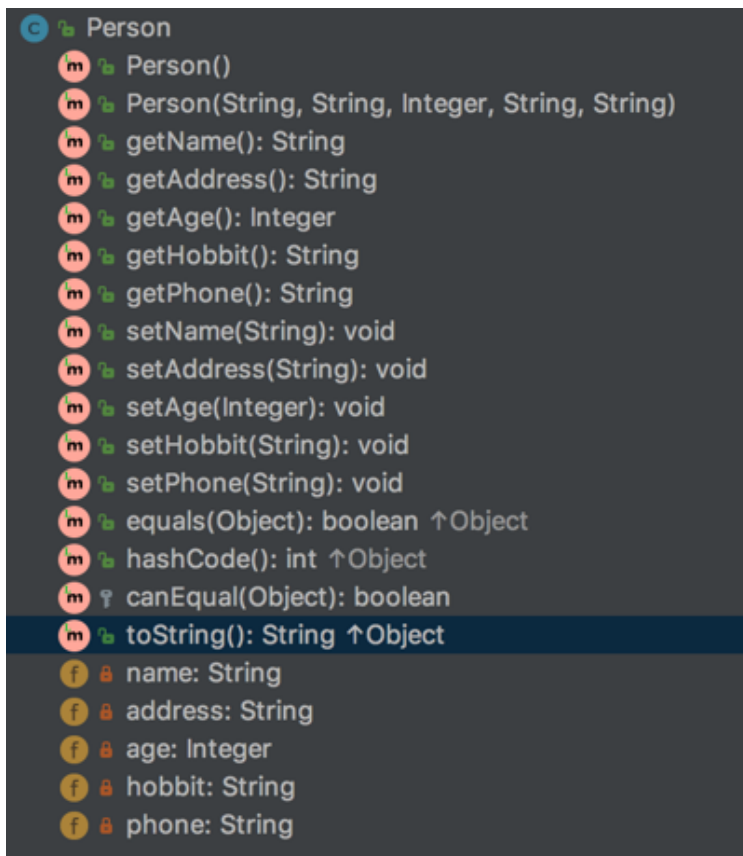 Person
Person()
Person(String, String, Integer, String, String)
getName(): String
getAddress(): String
getAge(): Integer
getHobbit(): String
getPhone(): String
setName(String): void
setAddress(String): void
setAge(Integer): void
setHobbit(String): void
setPhone(String): void
equals(Object): boolean ↑Object
hashCode(): int ↑Object
canEqual(Object): boolean
toString(): String ↑Object
name: String
address: String
age: Integer
hobbit: String
phone: String